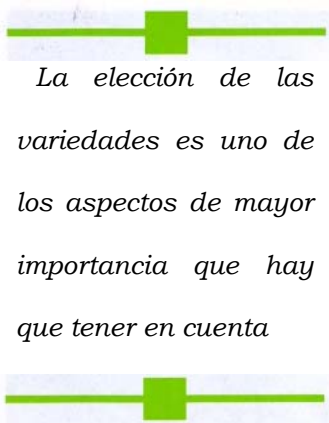 La elección de las
variedades es uno de
los aspectos de mayor
importancia que hay
que tener en cuenta